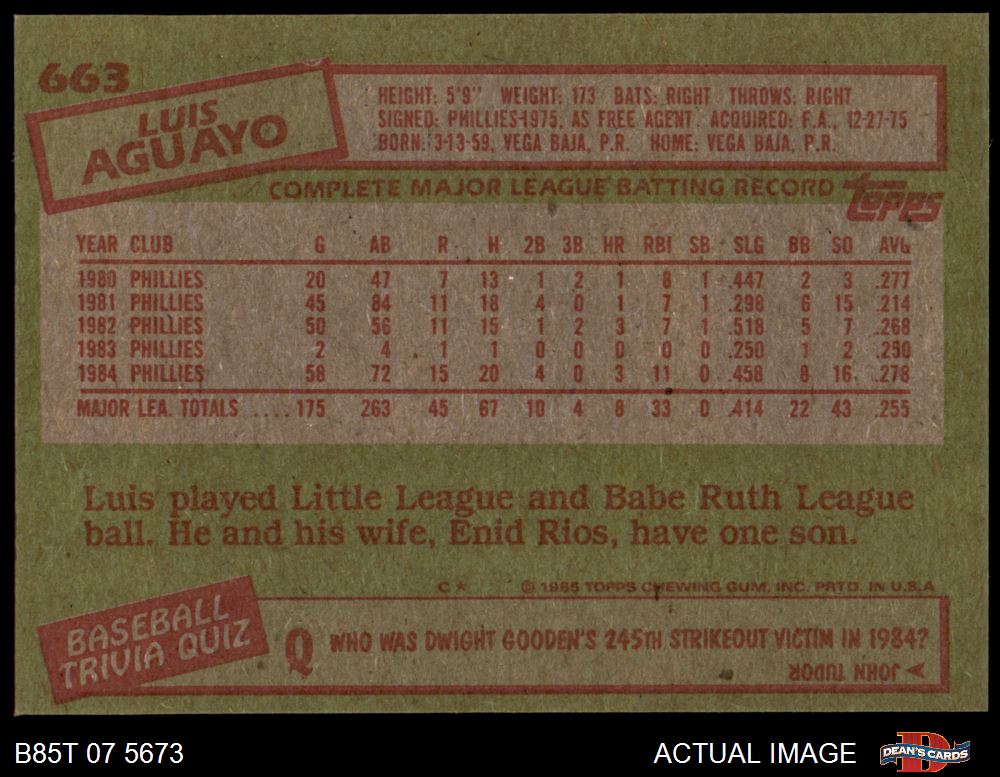 663
LUIS
AGUAYO
HEIGHT: 5'9" WEIGHT: 173 BATS: RIGHT THROWS: RIGHT
SIGNED: PHILLIES-1975, AS FREE AGENT ACQUIRED: F.A., 12-27-75
BORN: 3-13-59, VEGA BAJA, P.R. HOME: VEGA BAJA, P.R.
COMPLETE MAJOR LEAGUE BATTING RECORD topps
YEAR CLUB G AB R H 2B 3B HR RBI SB SLG BB SO AVG
1980 PHILLIES 20 47 7 13 1 2 1 8 1 .447 2 3 .277
1981 PHILLIES 45 84 11 18 4 0 1 7 1 .298 6 15 .214
1982 PHILLIES 50 56 11 15 1 2 3 7 1 .518 5 7 .268
1983 PHILLIES 2 4 1 1 0 0 0 0 0 .250 1 2 .250
1984 PHILLIES 58 72 15 20 4 0 3 11 0 .458 8 16 .278
MAJOR LEA. TOTALS ....175 263 45 67 10 4 8 33 0 .414 22 43 .255
Luis played Little League and Babe Ruth League
ball. He and his wife, Enid Rios, have one son.
C* © 1985 TOPPS CHEWING GUM, INC. PRTD. IN U.S.A
BASEBALL
TRIVIA QUIZ
Q WHO WAS DWIGHT GOODEN'S 245TH STRIKEOUT VICTIM IN 1984?
JOHN TUDOR
B85T 07 5673
ACTUAL IMAGE
D
DEAN'S CARDS